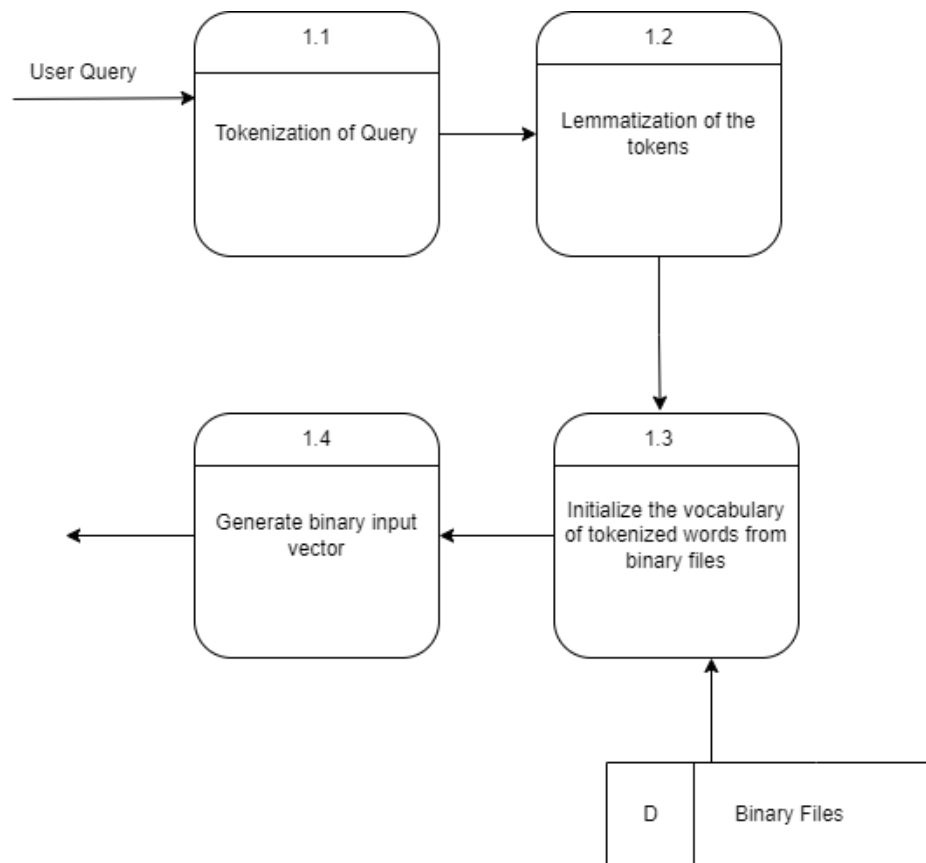 1.1
1.2
User Query
Tokenization of Query
Lemmatization of the
tokens
1.4
1.3
Generate binary input
vector
Initialize the vocabulary
of tokenized words from
binary files
D
Binary Files